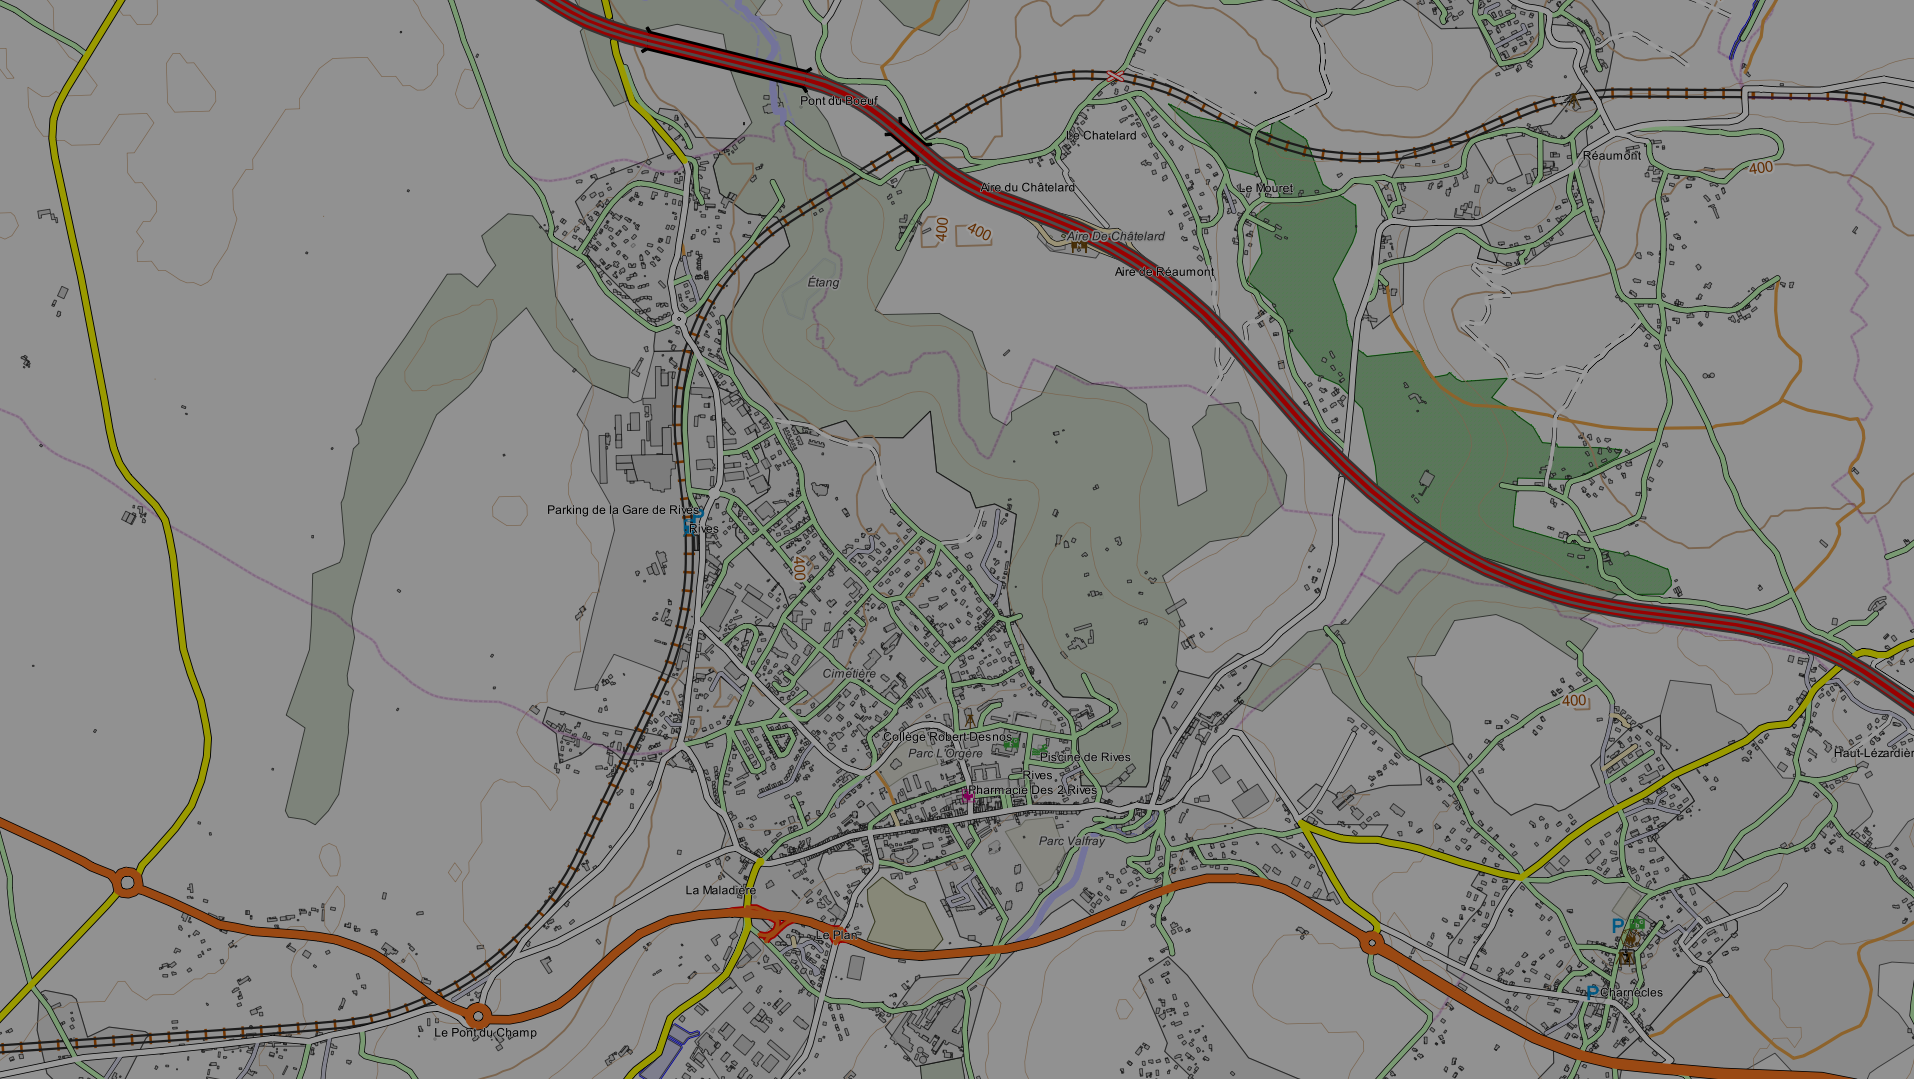 Pont du Boeuf
Le Chatelard
Réaumont
400
Aire du Châtelard
Le Mouret
400
400
Aire De Châtelard
Aire de Réaumont
Étang
Parking de la Gare de Rives
P
Rives
400
Cimetière
400
Collège Robert Desnos
Parc L'Orgère
Piscine de Rives
Haut-Lézardièr
Rives
Pharmacie Des 2 Rives
Parc Valfray
La Maladière
Le Plan
P
P
Charnècles
Le Pont du Champ